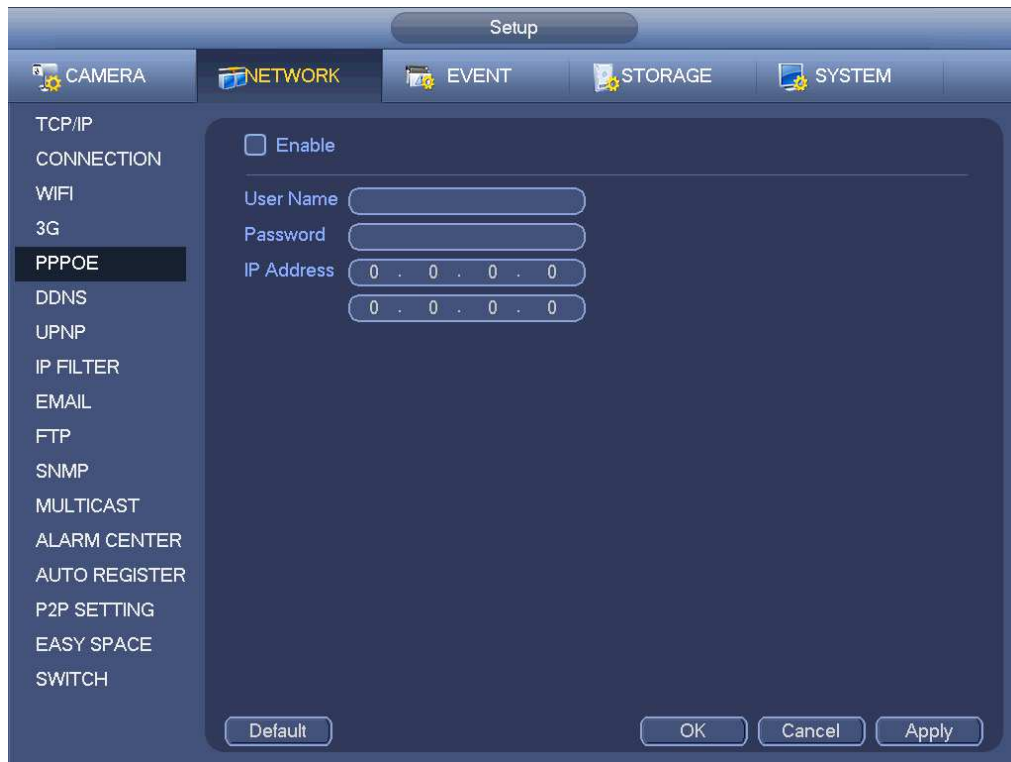 Setup
CAMERA NETWORK EVENT STORAGE SYSTEM
TCP/IP
CONNECTION
WIFI
3G
PPPOE
DDNS
UPNP
IP FILTER
EMAIL
FTP
SNMP
MULTICAST
ALARM CENTER
AUTO REGISTER
P2P SETTING
EASY SPACE
SWITCH
Enable
User Name
Password
IP Address 0 . 0 . 0 . 0
0 . 0 . 0 . 0
Default OK Cancel Apply